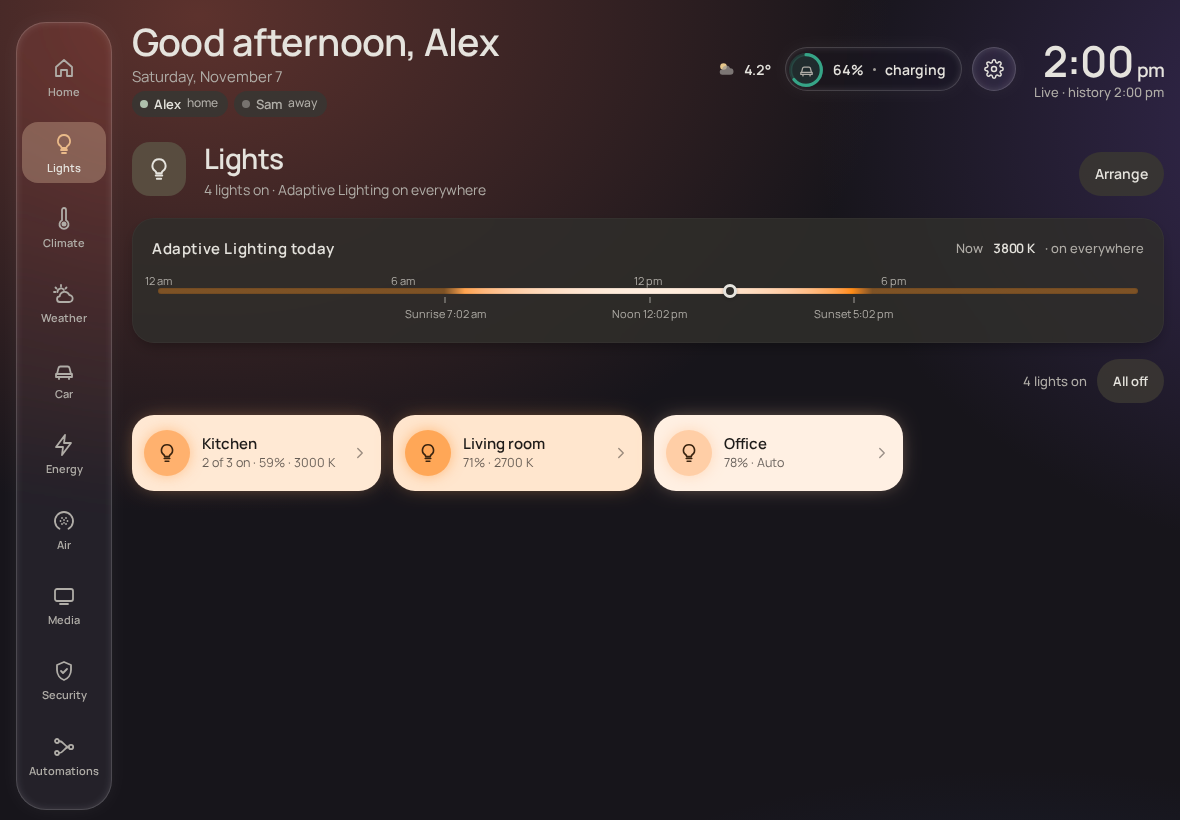 Good afternoon, Alex
Saturday, November 7
Alex home
Sam away
4.2°
64% · charging
2:00 pm
Live · history 2:00 pm
Home
Lights
Climate
Weather
Car
Energy
Air
Media
Security
Automations
Lights
4 lights on · Adaptive Lighting on everywhere
Arrange
Adaptive Lighting today
Now 3800 K · on everywhere
12 am
6 am
12 pm
6 pm
Sunrise 7:02 am
Noon 12:02 pm
Sunset 5:02 pm
4 lights on
All off
Kitchen
2 of 3 on · 59% · 3000 K
Living room
71% · 2700 K
Office
78% · Auto